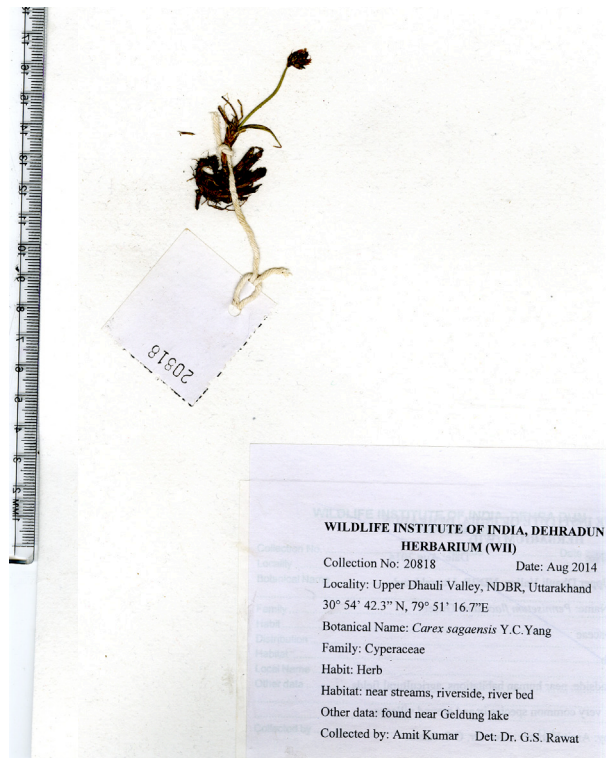 20818
WILDLIFE INSTITUTE OF INDIA, DEHRADUN
HERBARIUM (WII)
Collection No: 20818 Date: Aug 2014
Locality: Upper Dhauli Valley, NDBR, Uttarakhand
30° 54' 42.3” N, 79° 51' 16.7”E
Botanical Name: Carex sagaensis Y.C.Yang
Family: Cyperaceae
Habit: Herb
Habitat: near streams, riverside, river bed
Other data: found near Geldung lake
Collected by: Amit Kumar Det: Dr. G.S. Rawat